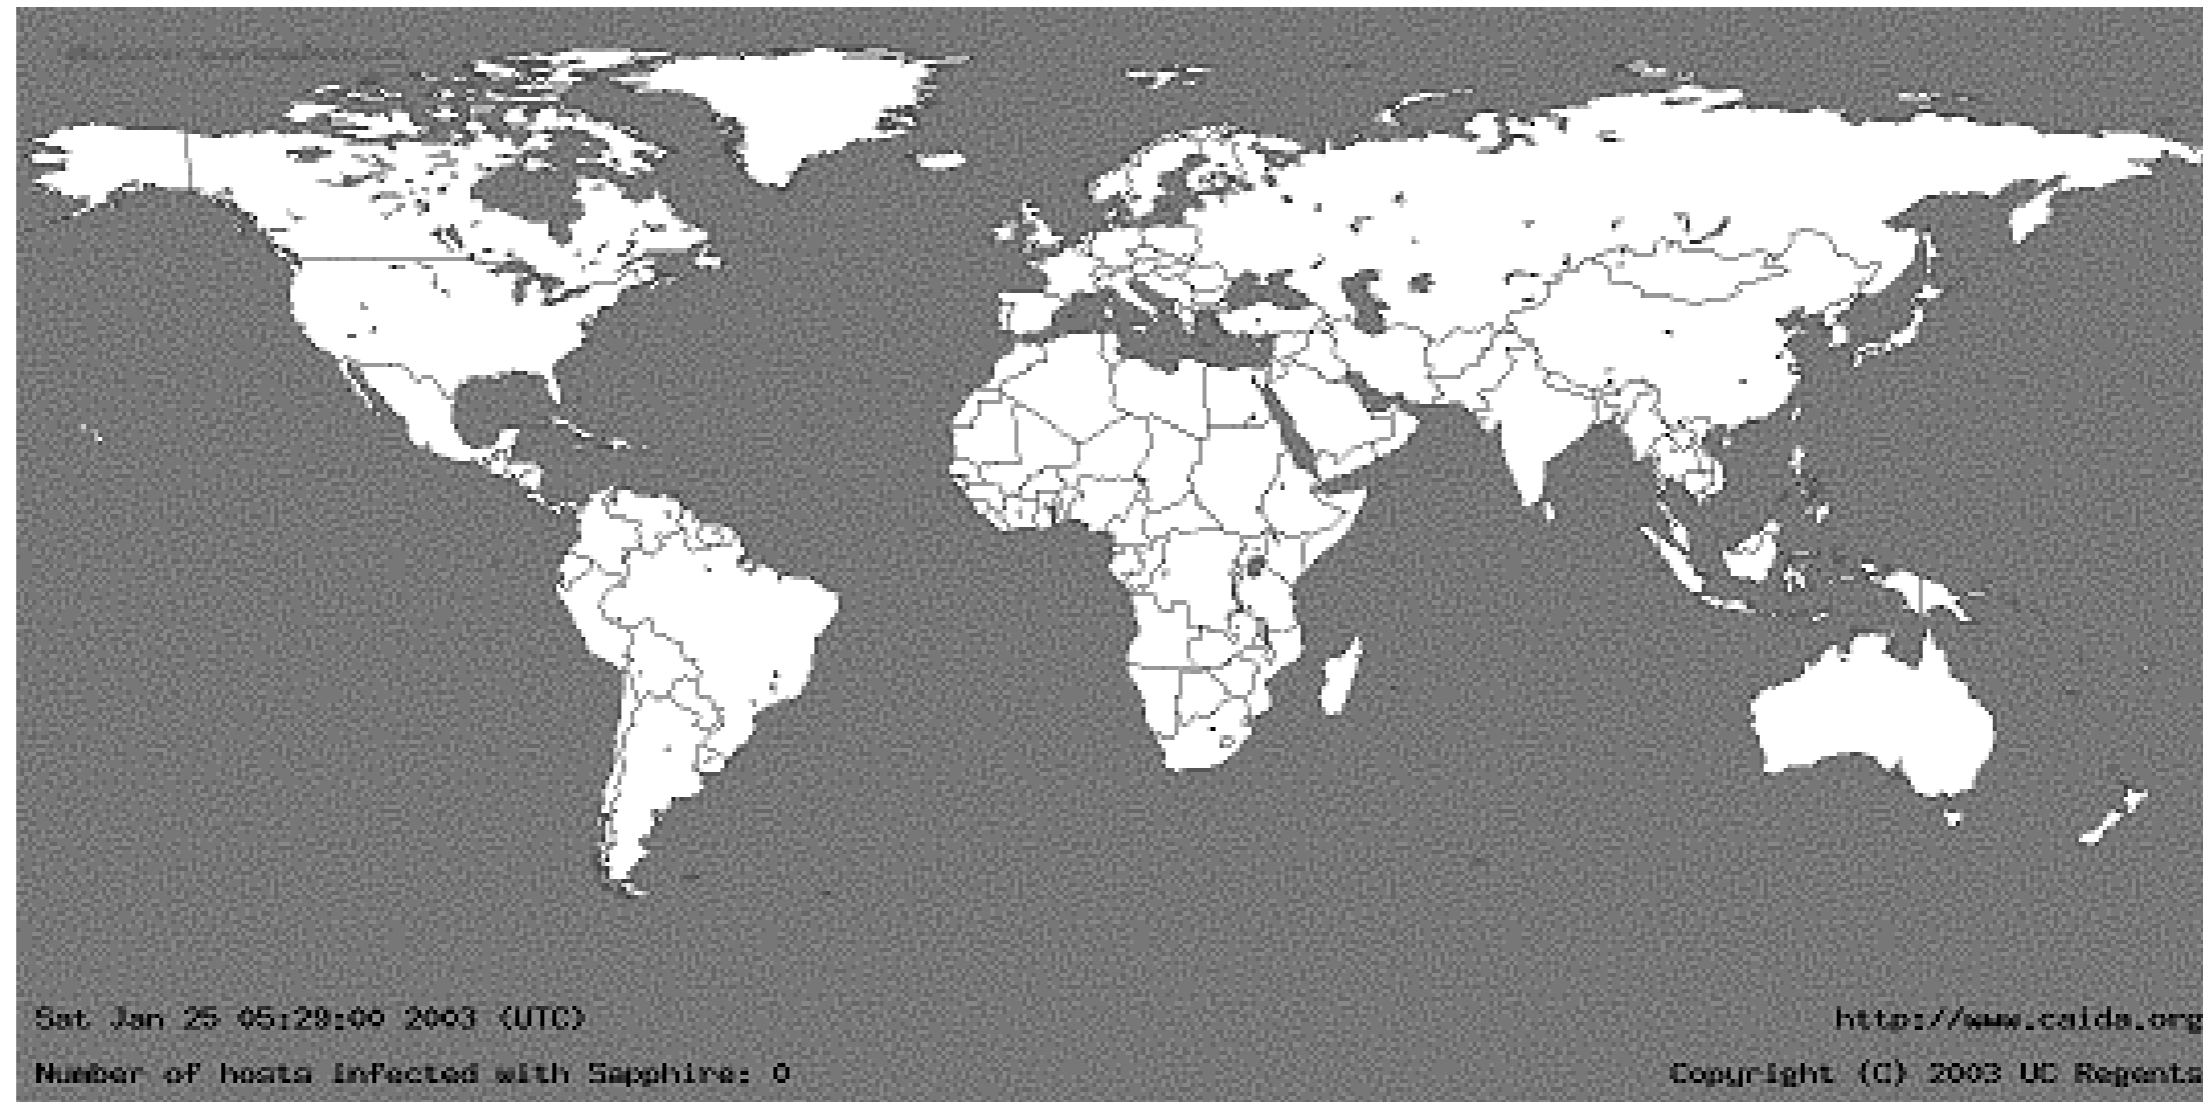 Sat Jan 25 05:29:00 2003 (UTC)
http://www.caida.org
Number of hosts infected with Sapphire: 0
Copyright (C) 2003 UC Regents